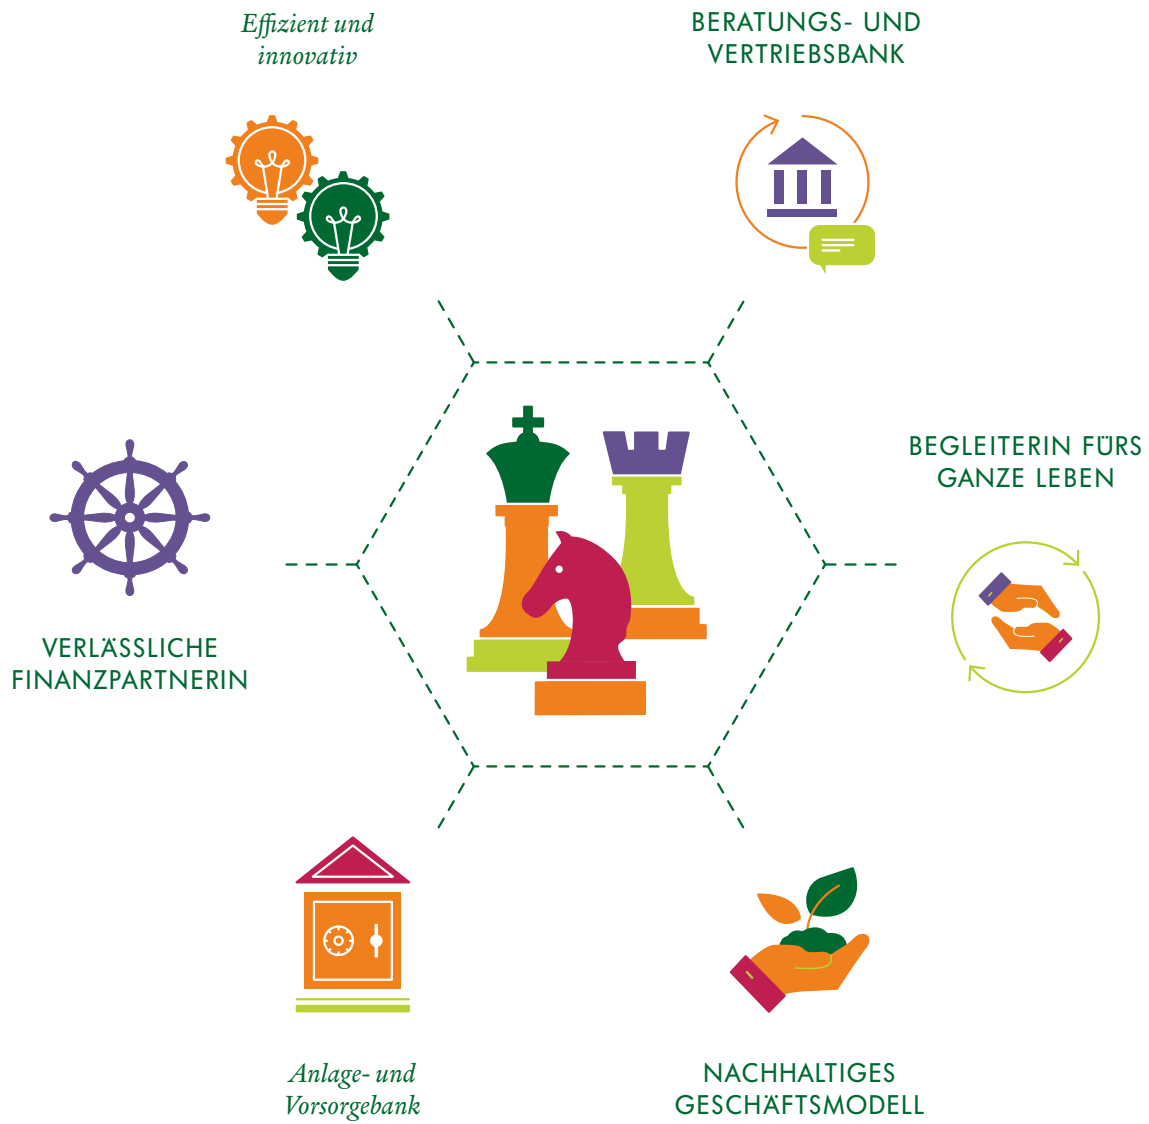 Effizient und
innovativ
BERATUNGS- UND
VERTRIEBSBANK
BEGLEITERIN FÜRS
GANZE LEBEN
VERLÄSSLICHE
FINANZPARTNERIN
Anlage- und
Vorsorgebank
NACHHALTIGES
GESCHÄFTSMODELL